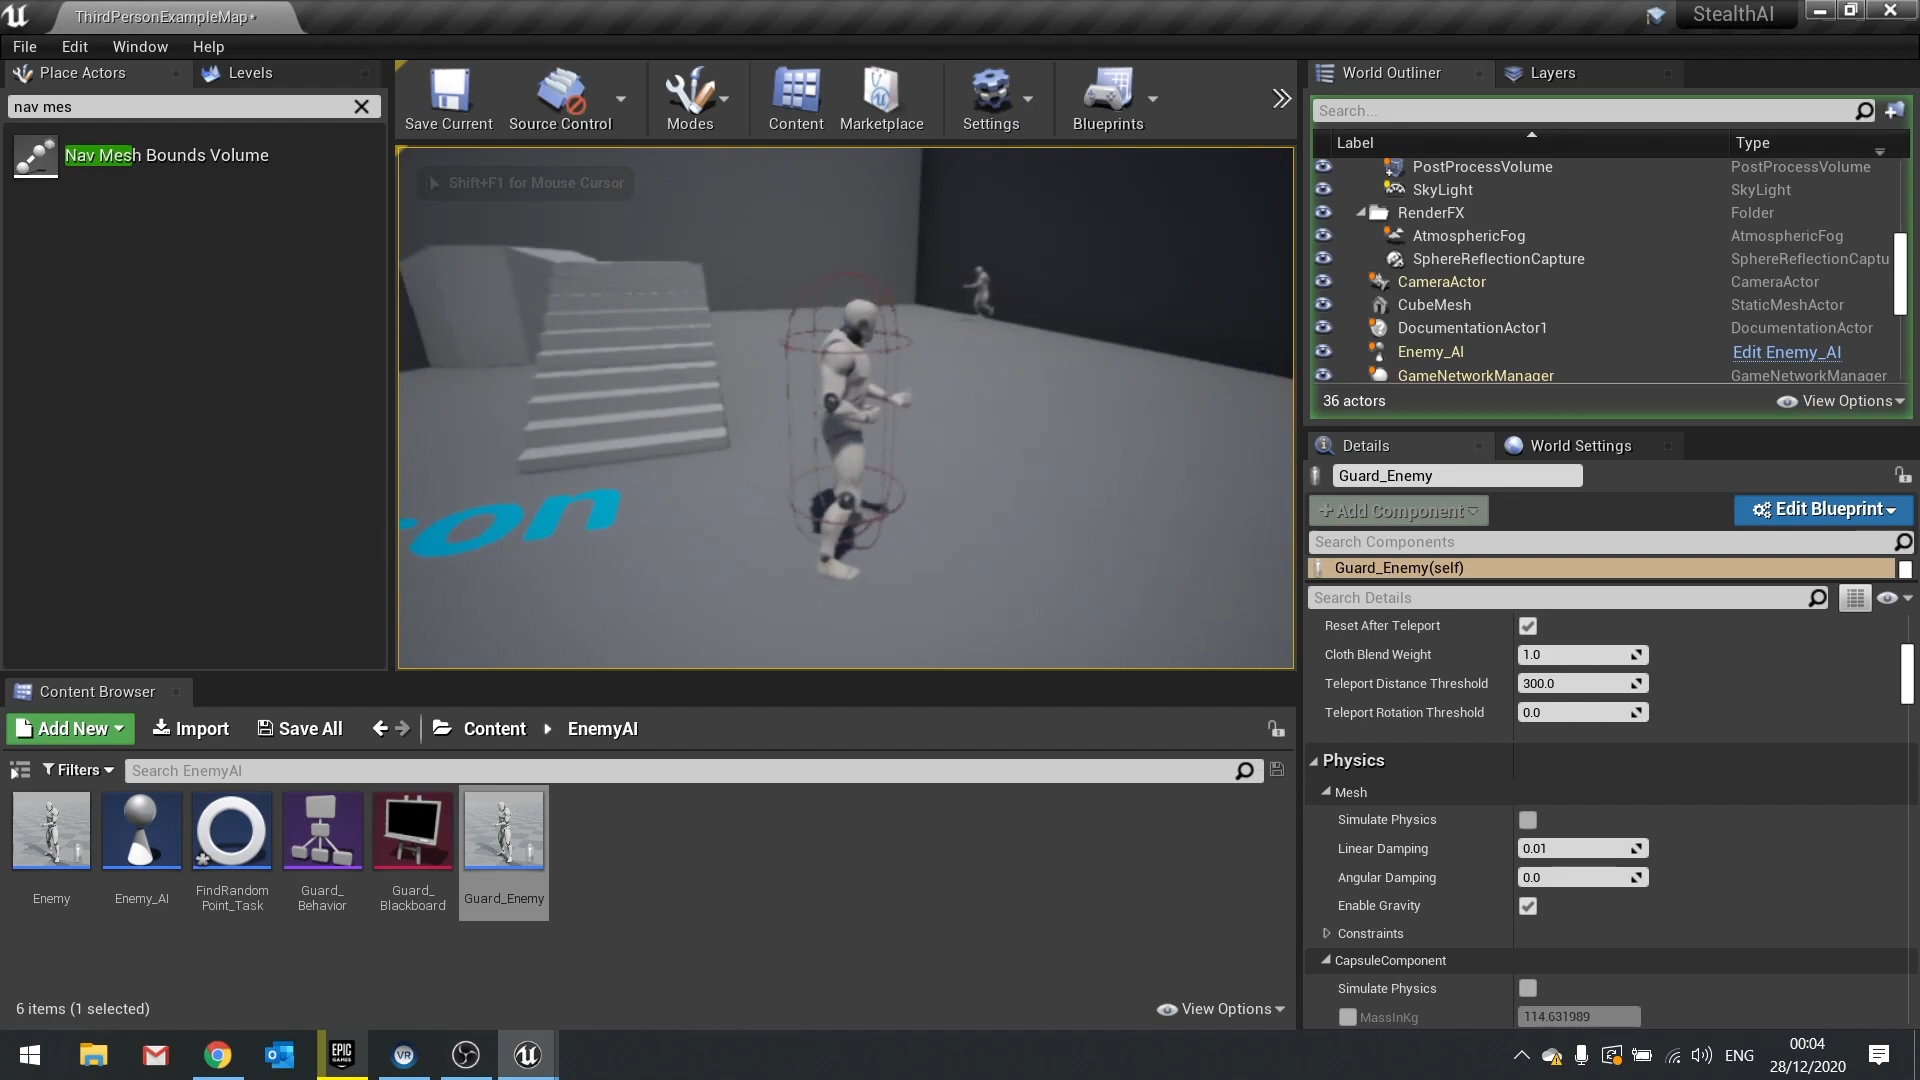 ThirdPersonExampleMap*
StealthAI
File Edit Window Help
Place Actors
Levels
nav mes
Nav Mesh Bounds Volume
Save Current
Source Control
Modes
Content
Marketplace
Settings
Blueprints
Shift+F1 for Mouse Cursor
on
World Outliner
Layers
Search...
Label Type
PostProcessVolume PostProcessVolume
SkyLight SkyLight
RenderFX Folder
AtmosphericFog AtmosphericFog
SphereReflectionCapture SphereReflectionCaptu
CameraActor CameraActor
CubeMesh StaticMeshActor
DocumentationActor1 DocumentationActor
Enemy_AI Edit Enemy_AI
GameNetworkManager GameNetworkManager
36 actors
View Options
Details
World Settings
Guard_Enemy
+Add Component
Edit Blueprint
Search Components
Guard_Enemy(self)
Search Details
Reset After Teleport
Cloth Blend Weight 1.0
Teleport Distance Threshold 300.0
Teleport Rotation Threshold 0.0
Physics
Mesh
Simulate Physics
Linear Damping 0.01
Angular Damping 0.0
Enable Gravity
Constraints
CapsuleComponent
Simulate Physics
MassInKg 114.631989
Content Browser
Add New
Import
Save All
Content
EnemyAI
Filters
Search EnemyAI
Enemy
Enemy_AI
FindRandom
Point_Task
Guard_
Behavior
Guard_
Blackboard
Guard_Enemy
6 items (1 selected)
View Options
EPIC
GAMES
VR
ENG
00:04
28/12/2020